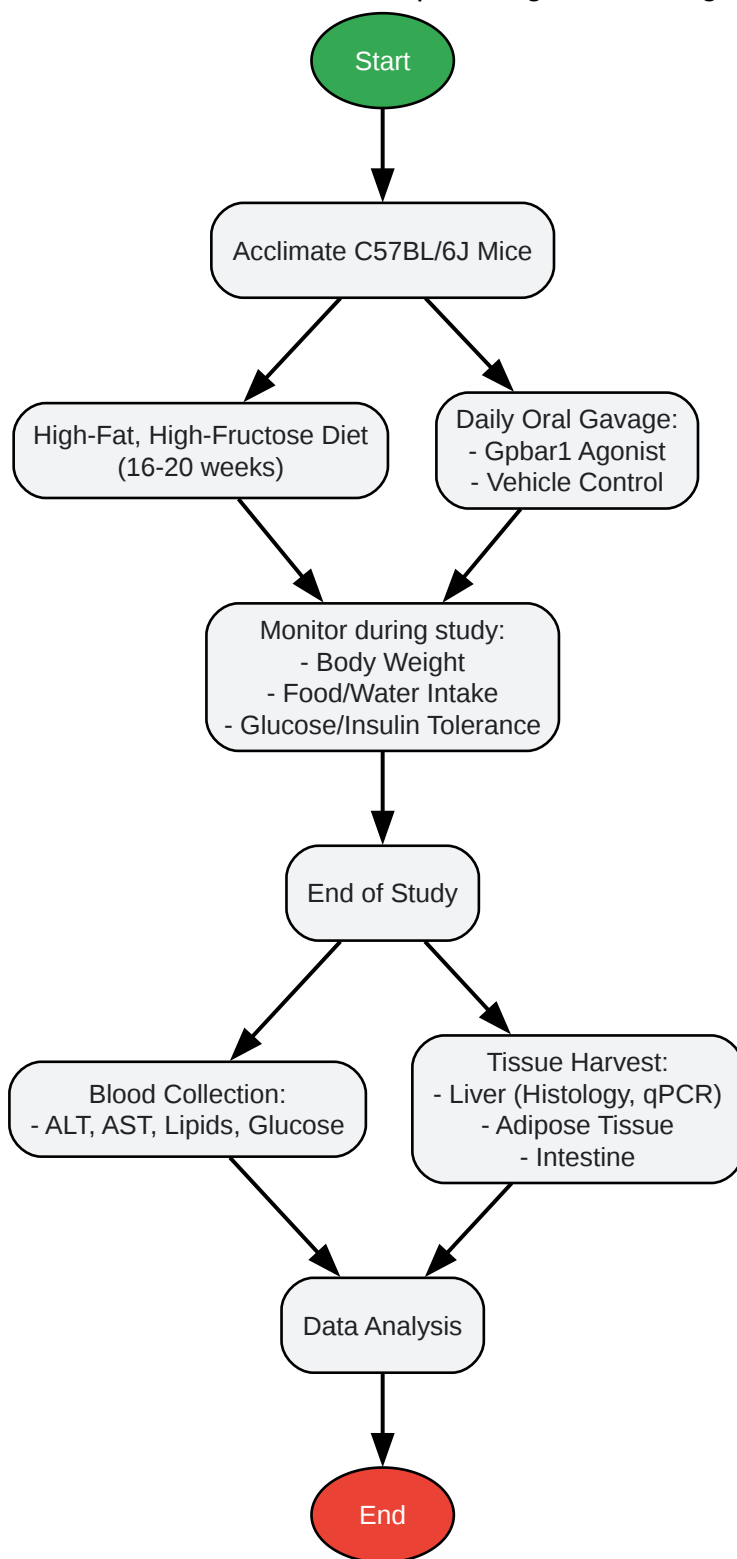 Start
Acclimate C57BL/6J Mice
High-Fat, High-Fructose Diet
(16-20 weeks)
Daily Oral Gavage:
- Gpbar1 Agonist
- Vehicle Control
Monitor during study:
- Body Weight
- Food/Water Intake
- Glucose/Insulin Tolerance
End of Study
Blood Collection:
- ALT, AST, Lipids, Glucose
Tissue Harvest:
- Liver (Histology, qPCR)
- Adipose Tissue
- Intestine
Data Analysis
End